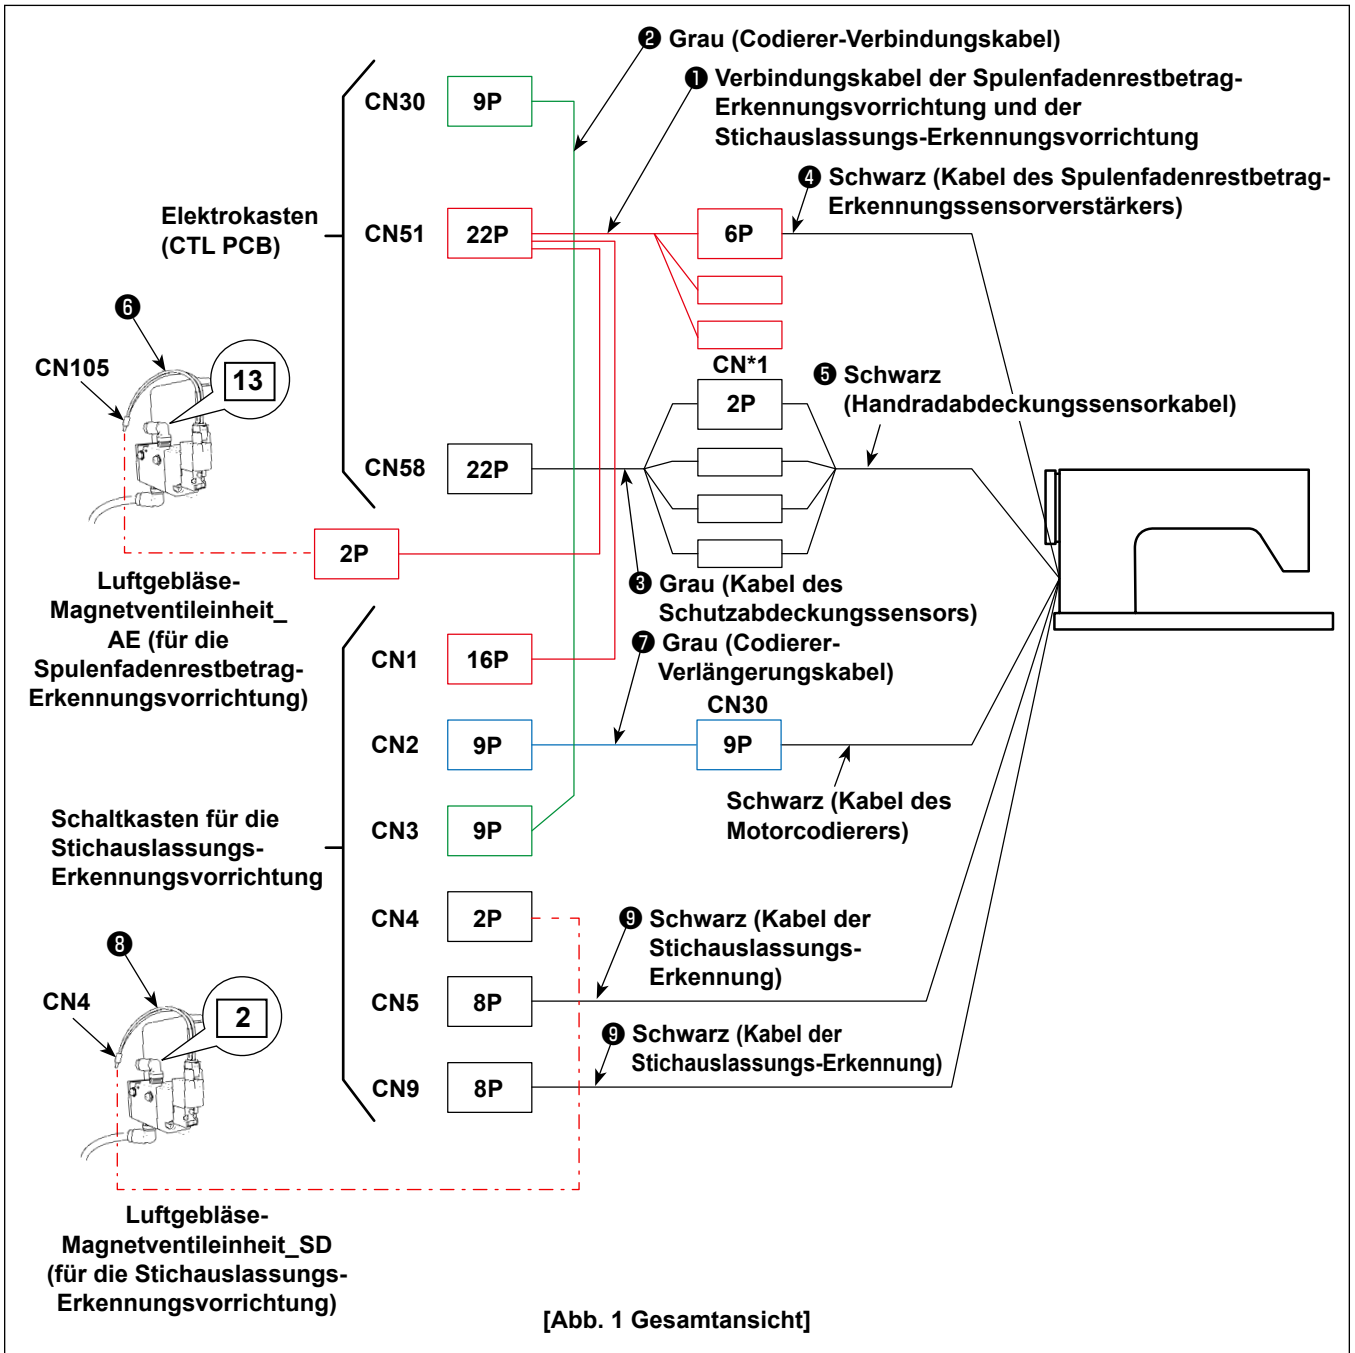 ❷ Grau (Codierer-Verbindungskabel)
❶ Verbindungskabel der Spulenfadenrestbetrag-
Erkennungsvorrichtung und der
Stichauslassungs-Erkennungsvorrichtung
CN30
9P
❹ Schwarz (Kabel des Spulenfadenrestbetrag-
Erkennungssensorverstärkers)
Elektrokasten
(CTL PCB)
CN51
22P
6P
❻
CN105
13
CN*1
2P
❺ Schwarz
(Handradabdeckungssensorkabel)
CN58
22P
2P
❸ Grau (Kabel des
Schutzabdeckungssensors)
Luftgebläse-
Magnetventileinheit_
AE (für die
Spulenfadenrestbetrag-
Erkennungsvorrichtung)
❼ Grau (Codierer-
Verlängerungskabel)
CN1
16P
CN2
9P
CN30
9P
Schwarz (Kabel des
Motorcodierers)
Schaltkasten für die
Stichauslassungs-
Erkennungsvorrichtung
CN3
9P
CN4
2P
❾ Schwarz (Kabel der
Stichauslassungs-
Erkennung)
❽
CN4
2
CN5
8P
❾ Schwarz (Kabel der
Stichauslassungs-Erkennung)
CN9
8P
Luftgebläse-
Magnetventileinheit_SD
(für die Stichauslassungs-
Erkennungsvorrichtung)
[Abb. 1 Gesamtansicht]